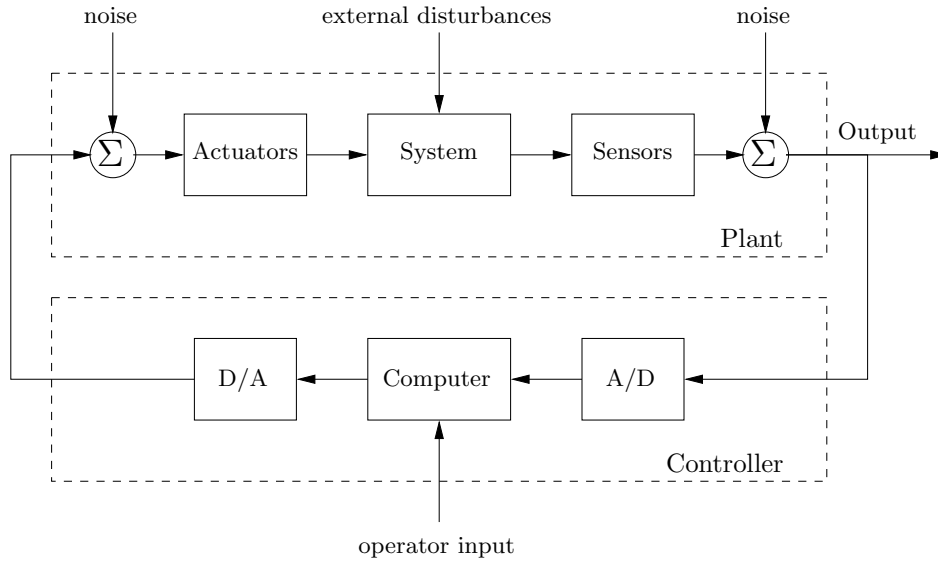 noise
external disturbances
noise
Σ
Actuators
System
Sensors
Σ
Output
Plant
D/A
Computer
A/D
Controller
operator input